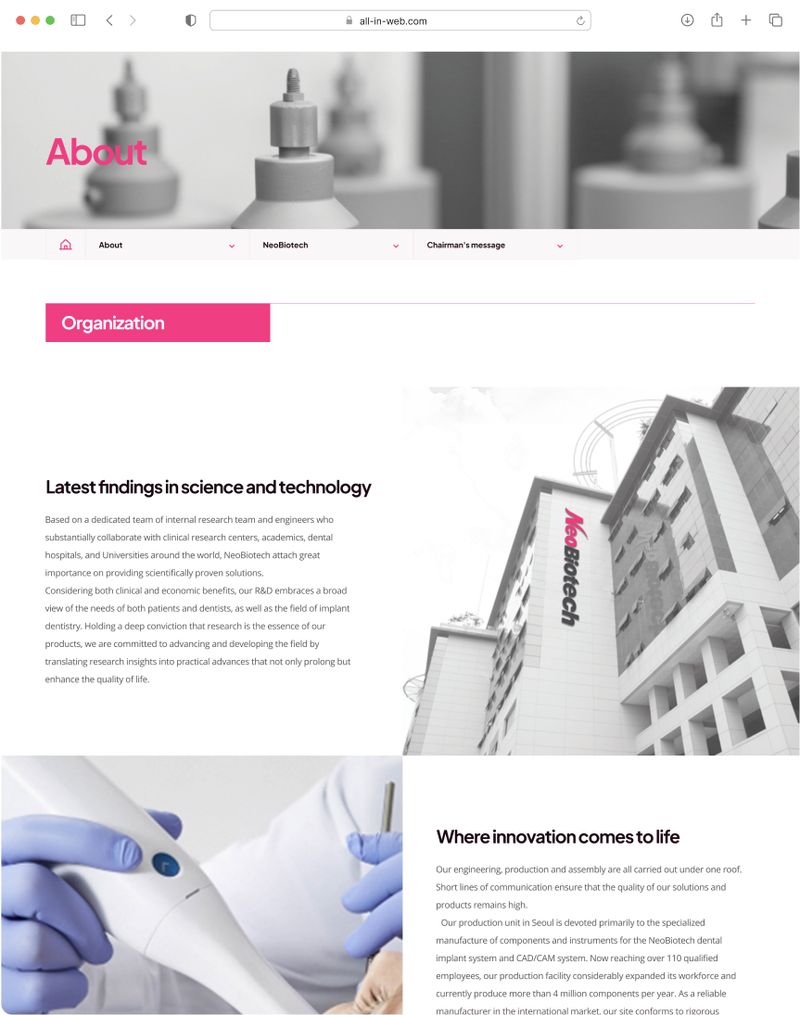 all-in-web.com
About
About
NeoBiotech
Chairman's message
Organization
Latest findings in science and technology
Based on a dedicated team of internal research team and engineers who
substantially collaborate with clinical research centers, academics, dental
hospitals, and Universities around the world, NeoBiotech attach great
importance on providing scientifically proven solutions.
Considering both clinical and economic benefits, our R&D embraces a broad
view of the needs of both patients and dentists, as well as the field of implant
dentistry. Holding a deep conviction that research is the essence of our
products, we are committed to advancing and developing the field by
translating research insights into practical advances that not only prolong but
enhance the quality of life.
NeoBiotech
Where innovation comes to life
Our engineering, production and assembly are all carried out under one roof.
Short lines of communication ensure that the quality of our solutions and
products remains high.
Our production unit in Seoul is devoted primarily to the specialized
manufacture of components and instruments for the NeoBiotech dental
implant system and CAD/CAM system. Now reaching over 110 qualified
employees, our production facility considerably expanded its workforce and
currently produce more than 4 million components per year. As a reliable
manufacturer in the international market, our site conforms to rigorous